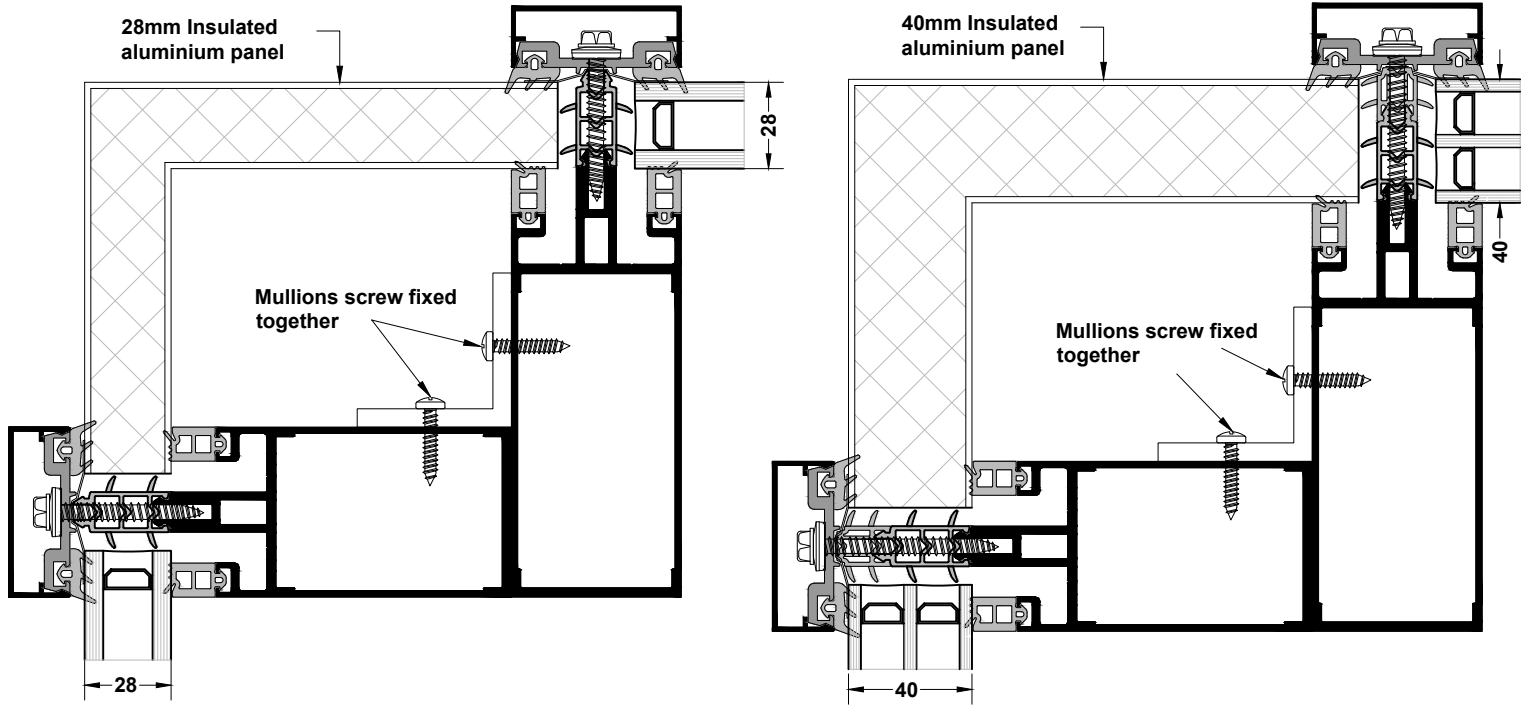 28mm Insulated
aluminium panel
28
Mullions screw fixed
together
28
40mm Insulated
aluminium panel
40
Mullions screw fixed
together
40